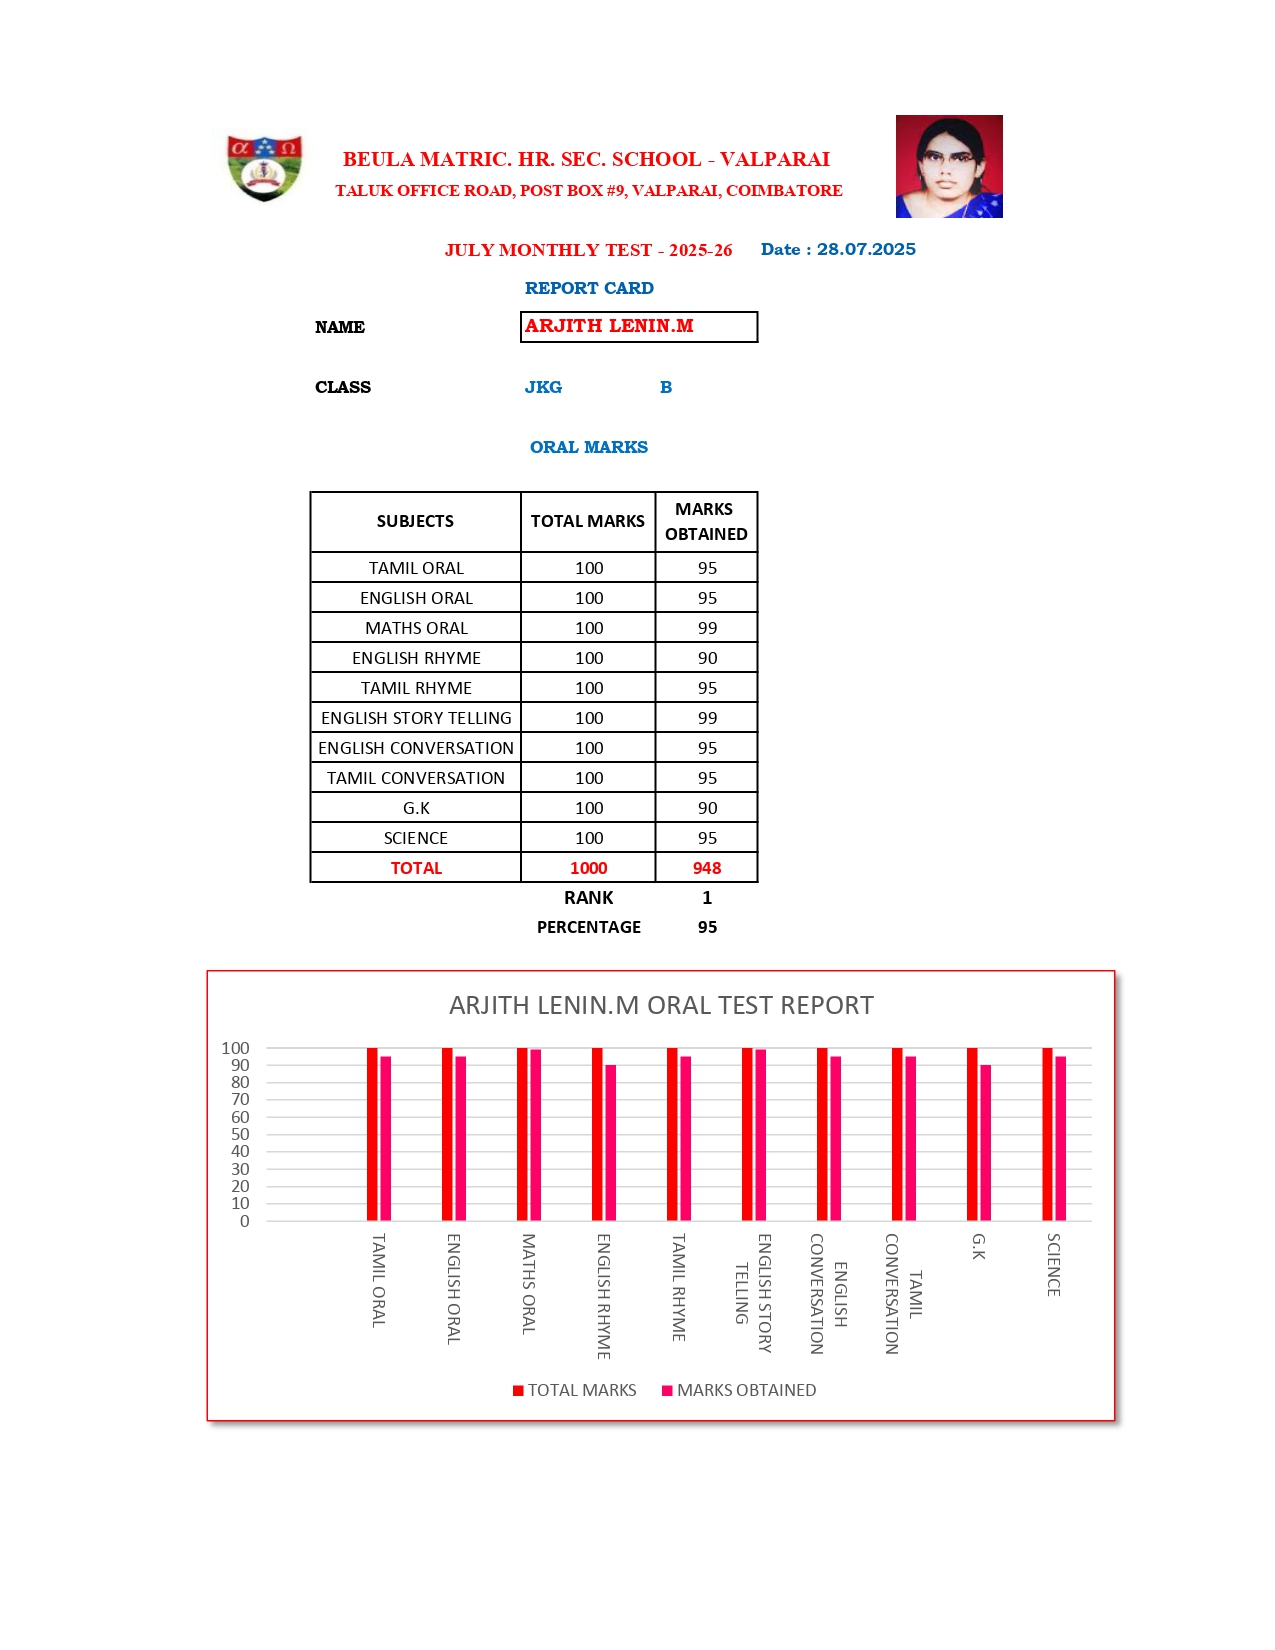 α Ω
BEULA MATRIC. HR. SEC. SCHOOL - VALPARAI
TALUK OFFICE ROAD, POST BOX #9, VALPARAI, COIMBATORE
JULY MONTHLY TEST - 2025-26 Date : 28.07.2025
REPORT CARD
NAME ARJITH LENIN.M
CLASS JKG B
ORAL MARKS
SUBJECTS TOTAL MARKS MARKS OBTAINED
TAMIL ORAL 100 95
ENGLISH ORAL 100 95
MATHS ORAL 100 99
ENGLISH RHYME 100 90
TAMIL RHYME 100 95
ENGLISH STORY TELLING 100 99
ENGLISH CONVERSATION 100 95
TAMIL CONVERSATION 100 95
G.K 100 90
SCIENCE 100 95
TOTAL 1000 948
RANK 1
PERCENTAGE 95
ARJITH LENIN.M ORAL TEST REPORT
100
90
80
70
60
50
40
30
20
10
0
TAMIL ORAL
ENGLISH ORAL
MATHS ORAL
ENGLISH RHYME
TAMIL RHYME
ENGLISH STORY
TELLING
ENGLISH
CONVERSATION
TAMIL
CONVERSATION
G.K
SCIENCE
TOTAL MARKS MARKS OBTAINED